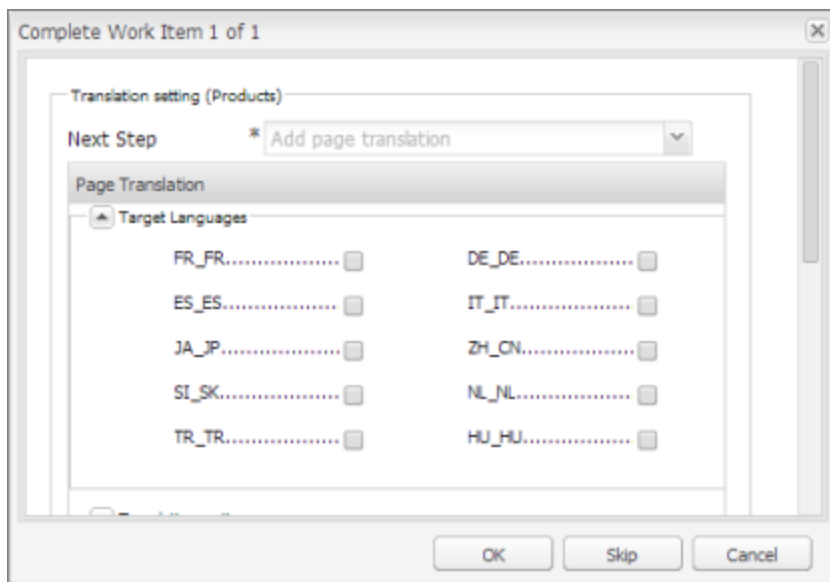 Complete Work Item 1 of 1
Translation setting (Products)
Next Step * Add page translation
Page Translation
Target Languages
FR_FR................... DE_DE...................
ES_ES................... IT_IT...................
JA_JP................... ZH_CN...................
SI_SK................... NL_NL...................
TR_TR................... HU_HU...................
OK Skip Cancel